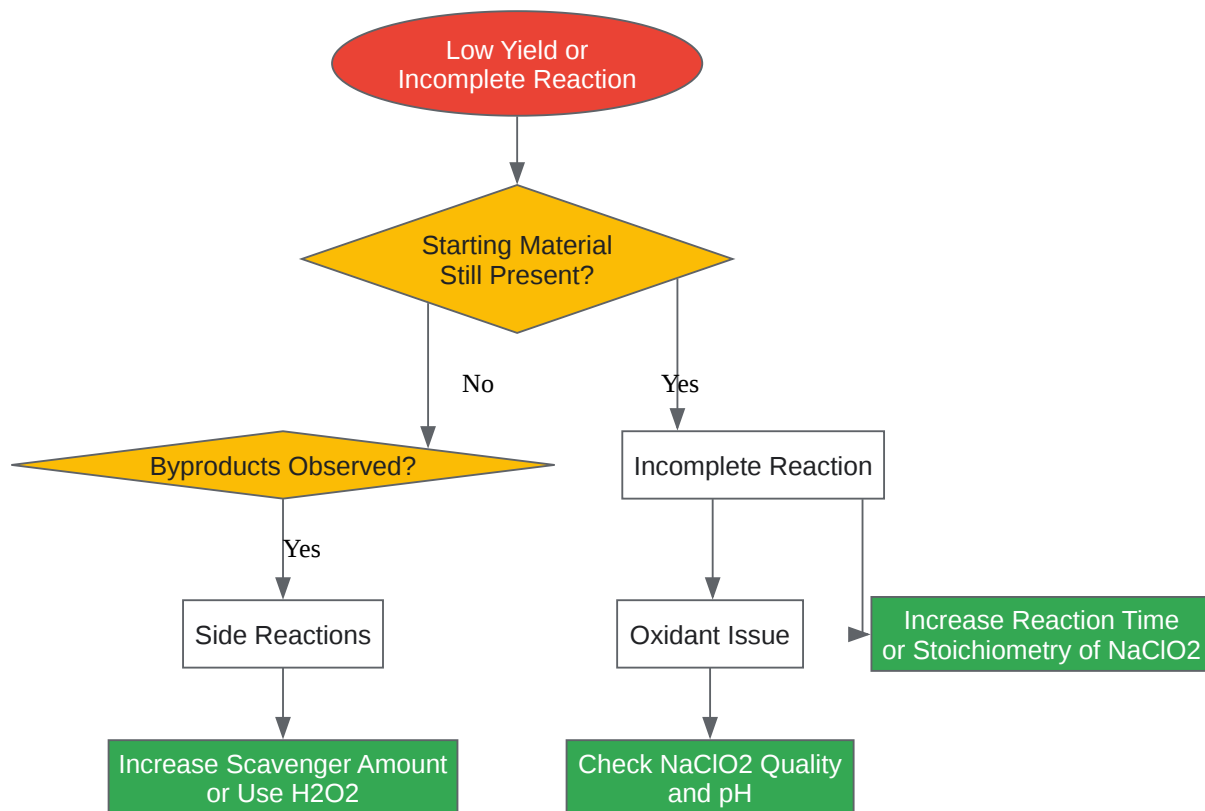 Low Yield or
Incomplete Reaction
Starting Material
Still Present?
No
Yes
Byproducts Observed?
Incomplete Reaction
Yes
Side Reactions
Oxidant Issue
Increase Reaction Time
or Stoichiometry of NaClO2
Increase Scavenger Amount
or Use H2O2
Check NaClO2 Quality
and pH